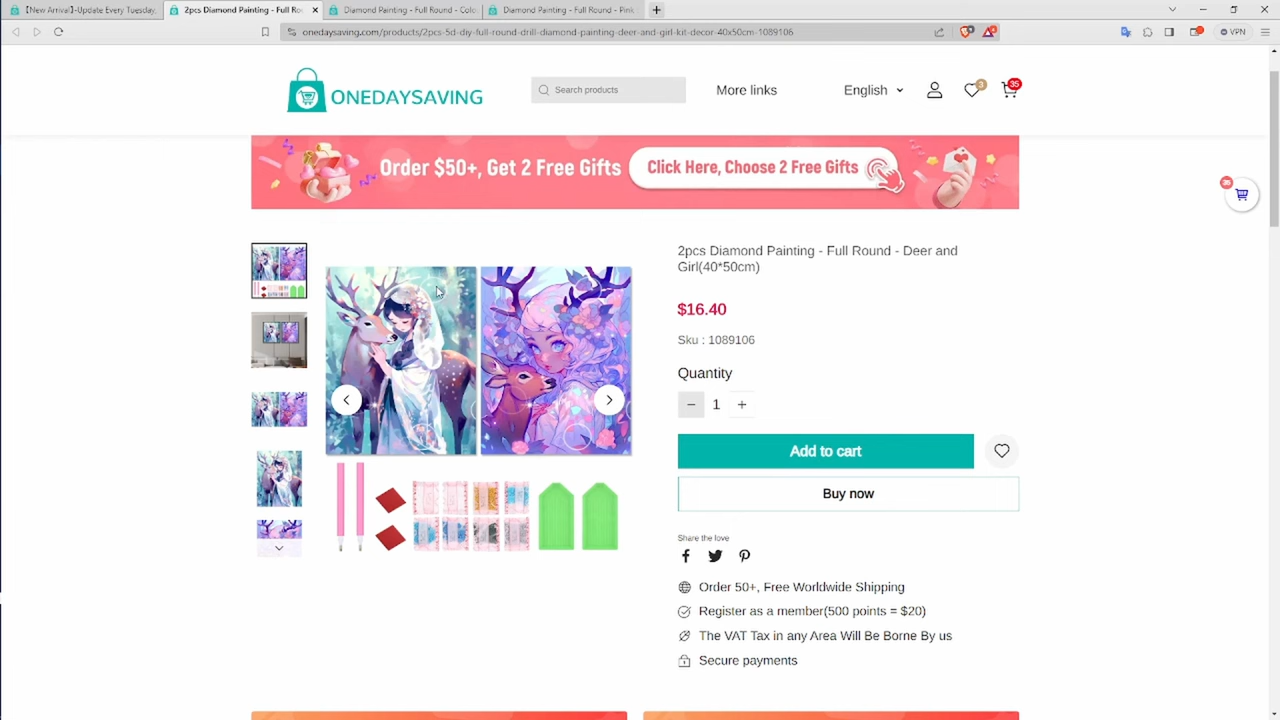 【New Arrival】-Update Every Tuesday.
2pcs Diamond Painting - Full Ro
Diamond Painting - Full Round - Colo
Diamond Painting - Full Round - Pink
onedaysaving.com/products/2pcs-5d-diy-full-round-drill-diamond-painting-deer-and-girl-kit-decor-40x50cm-1089106
VPN
ONEDAYSAVING
Search products
More links
English
3
35
Order $50+, Get 2 Free Gifts
Click Here, Choose 2 Free Gifts
35
2pcs Diamond Painting - Full Round - Deer and
Girl(40*50cm)
$16.40
Sku : 1089106
Quantity
− 1 +
Add to cart
Buy now
Share the love
Order 50+, Free Worldwide Shipping
Register as a member(500 points = $20)
The VAT Tax in any Area Will Be Borne By us
Secure payments